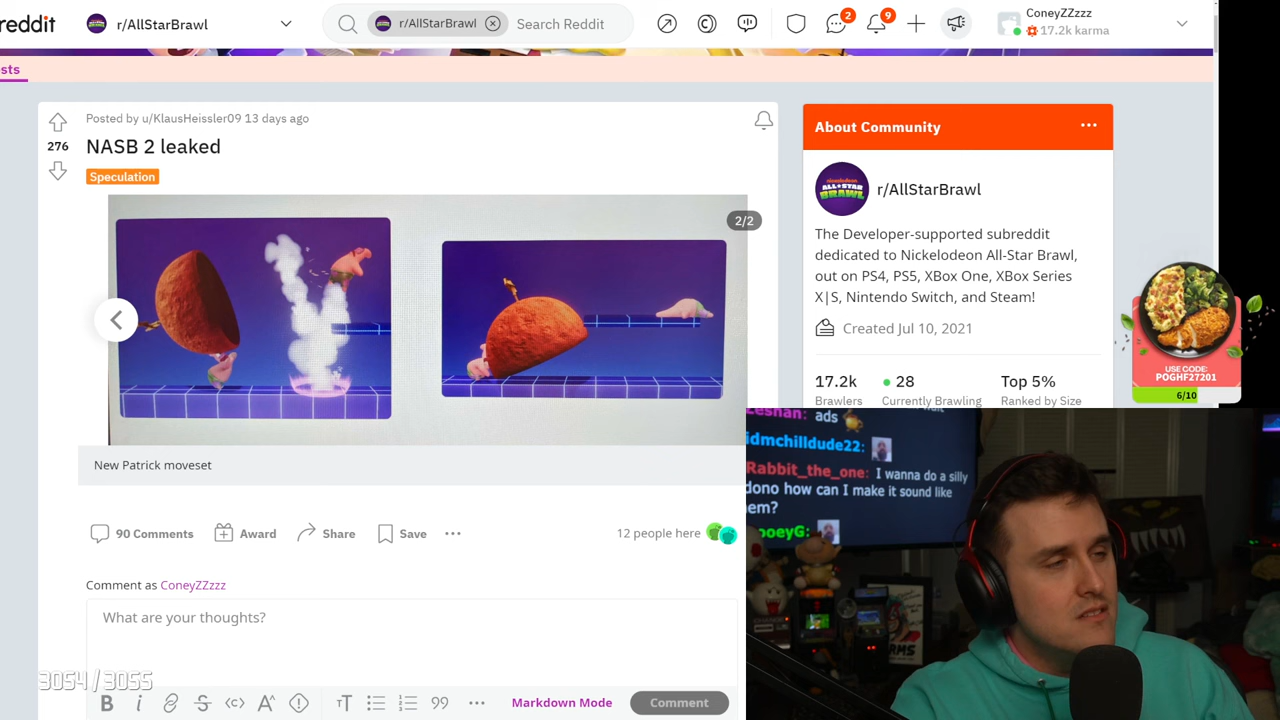 reddit
r/AllStarBrawl
r/AllStarBrawl
Search Reddit
2
9
ConeyZZzzz
17.2k karma
sts
Posted by u/KlausHeissler09 13 days ago
276
NASB 2 leaked
Speculation
2/2
New Patrick moveset
90 Comments
Award
Share
Save
12 people here
Comment as ConeyZZzzz
What are your thoughts?
3054 / 3055
Markdown Mode
Comment
About Community
ALL★STAR
BRAWL
r/AllStarBrawl
The Developer-supported subreddit
dedicated to Nickelodeon All-Star Brawl,
out on PS4, PS5, XBox One, XBox Series
X|S, Nintendo Switch, and Steam!
Created Jul 10, 2021
17.2k
28
Top 5%
Brawlers
Currently Brawling
Ranked by Size
USE CODE:
POGHF27201
6/10
ads
idmchilldude22:
Rabbit_the_one: I wanna do a silly
dono how can I make it sound like
em?
ooeyG: